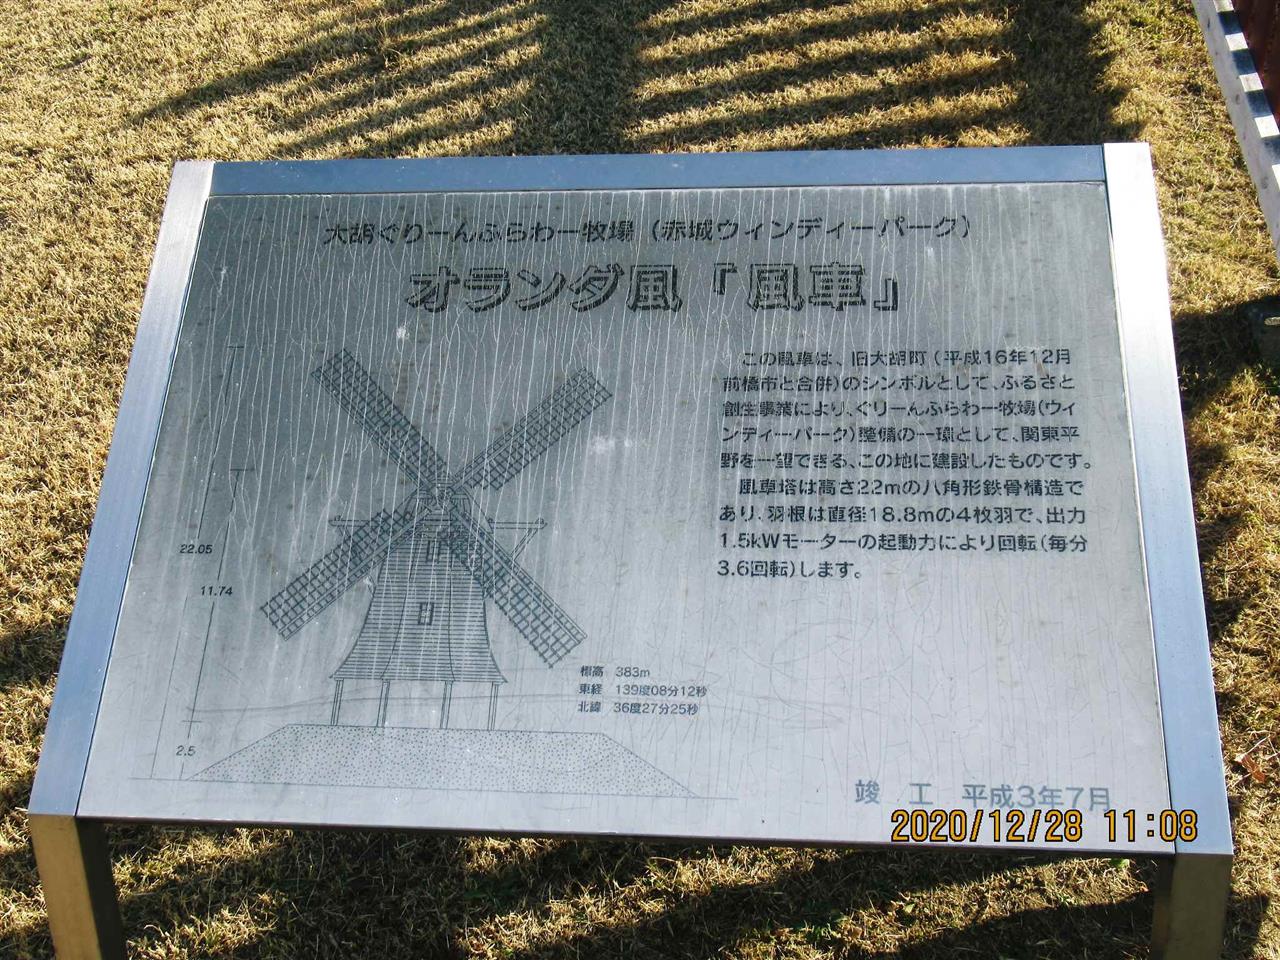 大胡ぐりーんふらわー牧場（赤城ウィンディーパーク）
オランダ風「風車」
この風車は、旧大胡町（平成16年12月
前橋市と合併）のシンボルとして、ふるさと
創生事業により、ぐりーんふらわー牧場（ウィ
ンディーパーク）整備の一環として、関東平
野を一望できる、この地に建設したものです。
風車塔は高さ22mの八角形鉄骨構造で
あり、羽根は直径18.8mの4枚羽で、出力
1.5kWモーターの起動力により回転（毎分
3.6回転）します。
22.05
11.74
2.5
標高 383m
東経 139度08分12秒
北緯 36度27分25秒
竣工 平成3年7月
2020/12/28 11:08